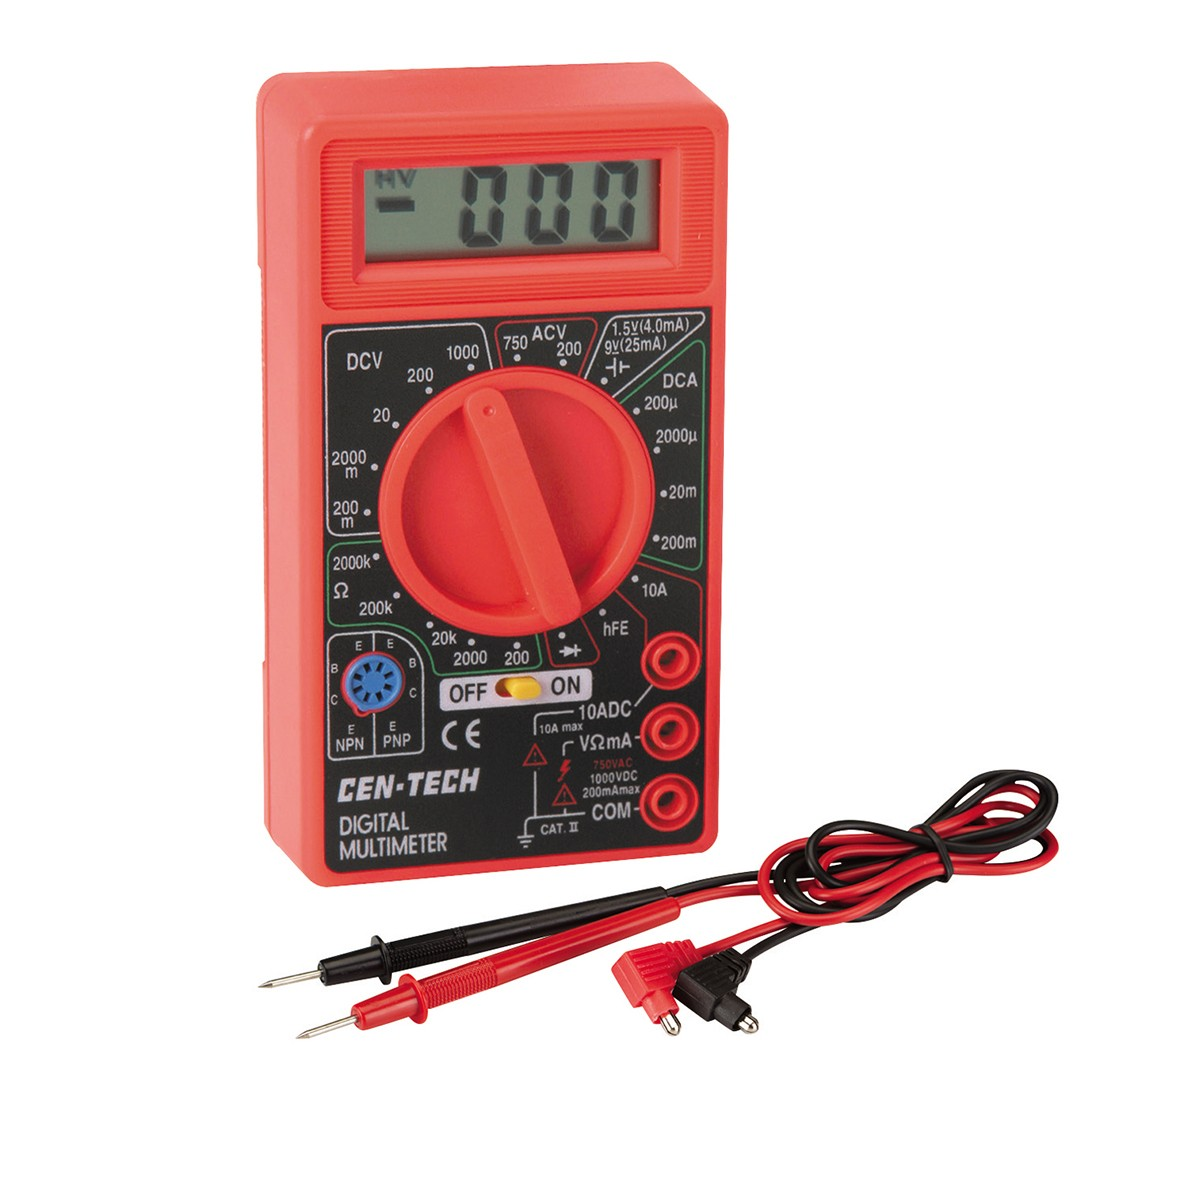 HV
- 000
DCV
1000
200
20
2000
m
200
m
750 ACV
200
1.5V(4.0mA)
9V(25mA)
DCA
200µ
2000µ
20m
200m
10A
hFE
2000k
Ω
200k
20k
2000
200
E E
B B
C C
E E
NPN PNP
OFF ON
CE
10ADC
10A max
VΩmA
750VAC
1000VDC
200mAmax
COM
CAT. II
CEN-TECH
DIGITAL
MULTIMETER